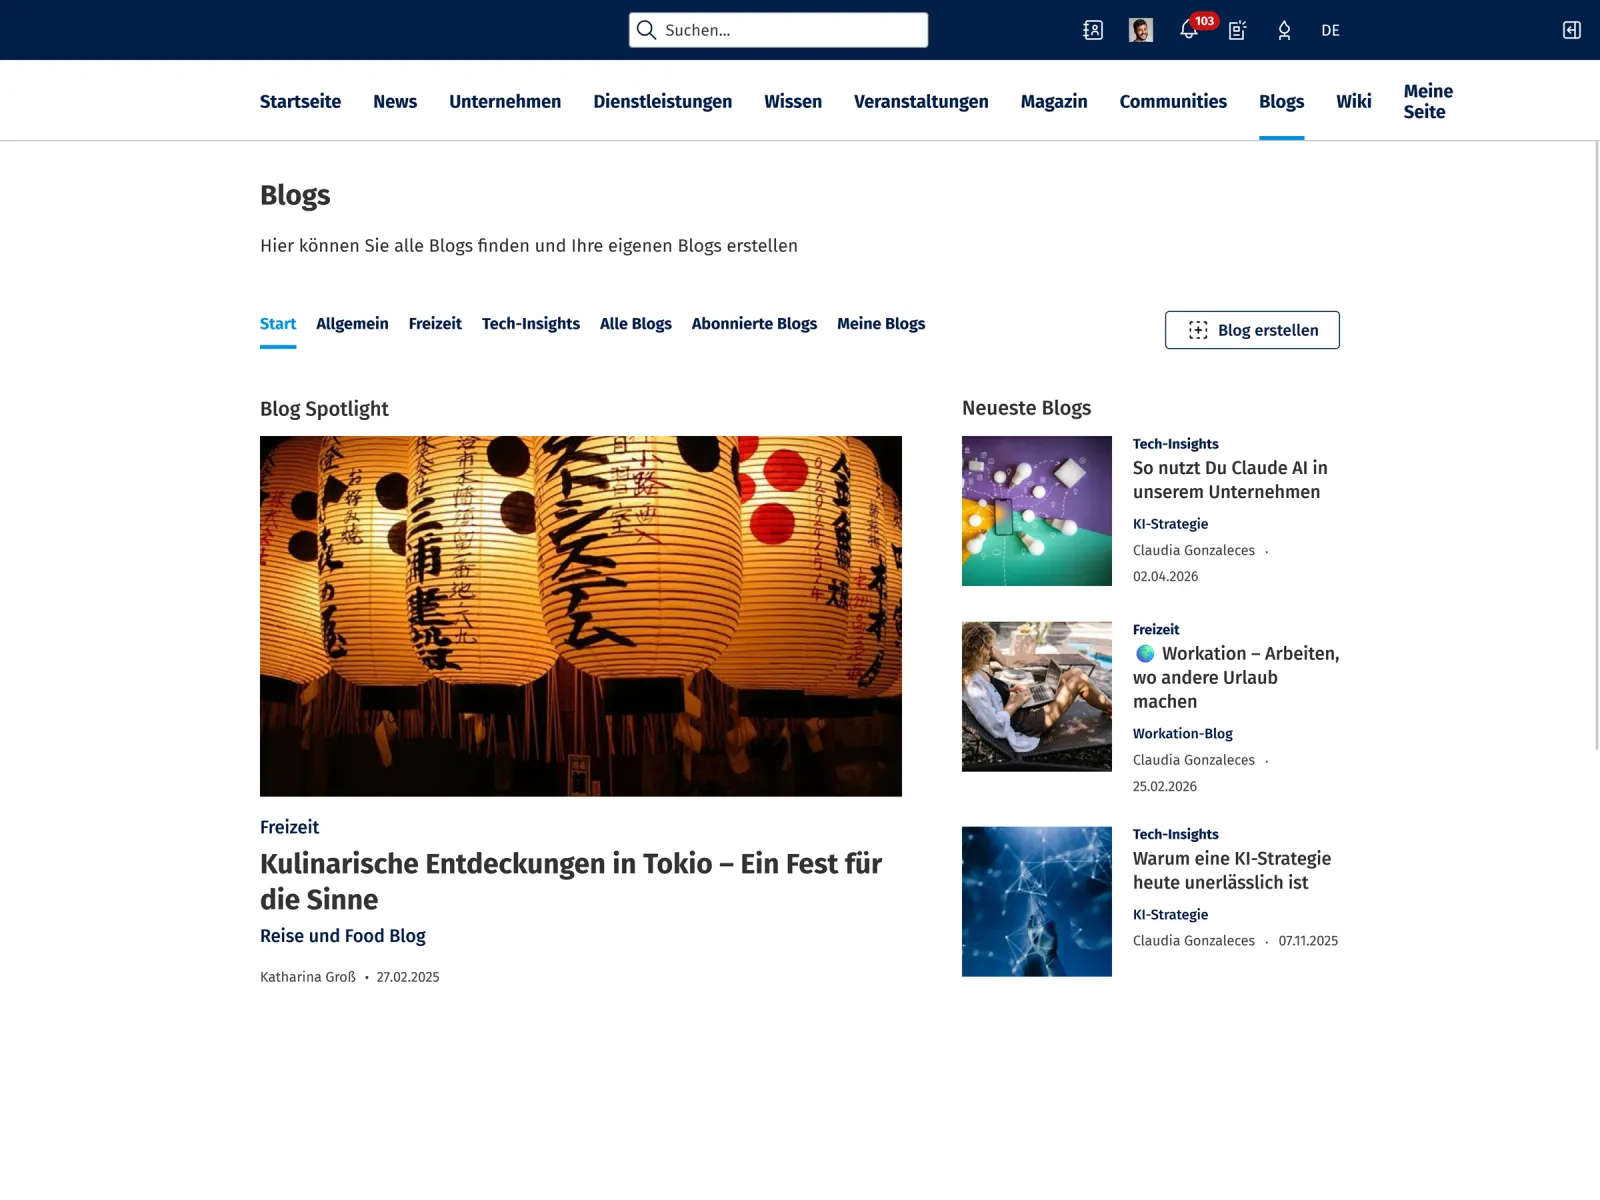 Suchen...
103
DE
Startseite
News
Unternehmen
Dienstleistungen
Wissen
Veranstaltungen
Magazin
Communities
Blogs
Wiki
Meine
Seite
Blogs
Hier können Sie alle Blogs finden und Ihre eigenen Blogs erstellen
Start
Allgemein
Freizeit
Tech-Insights
Alle Blogs
Abonnierte Blogs
Meine Blogs
Blog erstellen
Blog Spotlight
Freizeit
Kulinarische Entdeckungen in Tokio – Ein Fest für
die Sinne
Reise und Food Blog
Katharina Groß • 27.02.2025
Neueste Blogs
Tech-Insights
So nutzt Du Claude AI in
unserem Unternehmen
KI-Strategie
Claudia Gonzaleces ·
02.04.2026
Freizeit
🌍 Workation – Arbeiten,
wo andere Urlaub
machen
Workation-Blog
Claudia Gonzaleces ·
25.02.2026
Tech-Insights
Warum eine KI-Strategie
heute unerlässlich ist
KI-Strategie
Claudia Gonzaleces · 07.11.2025